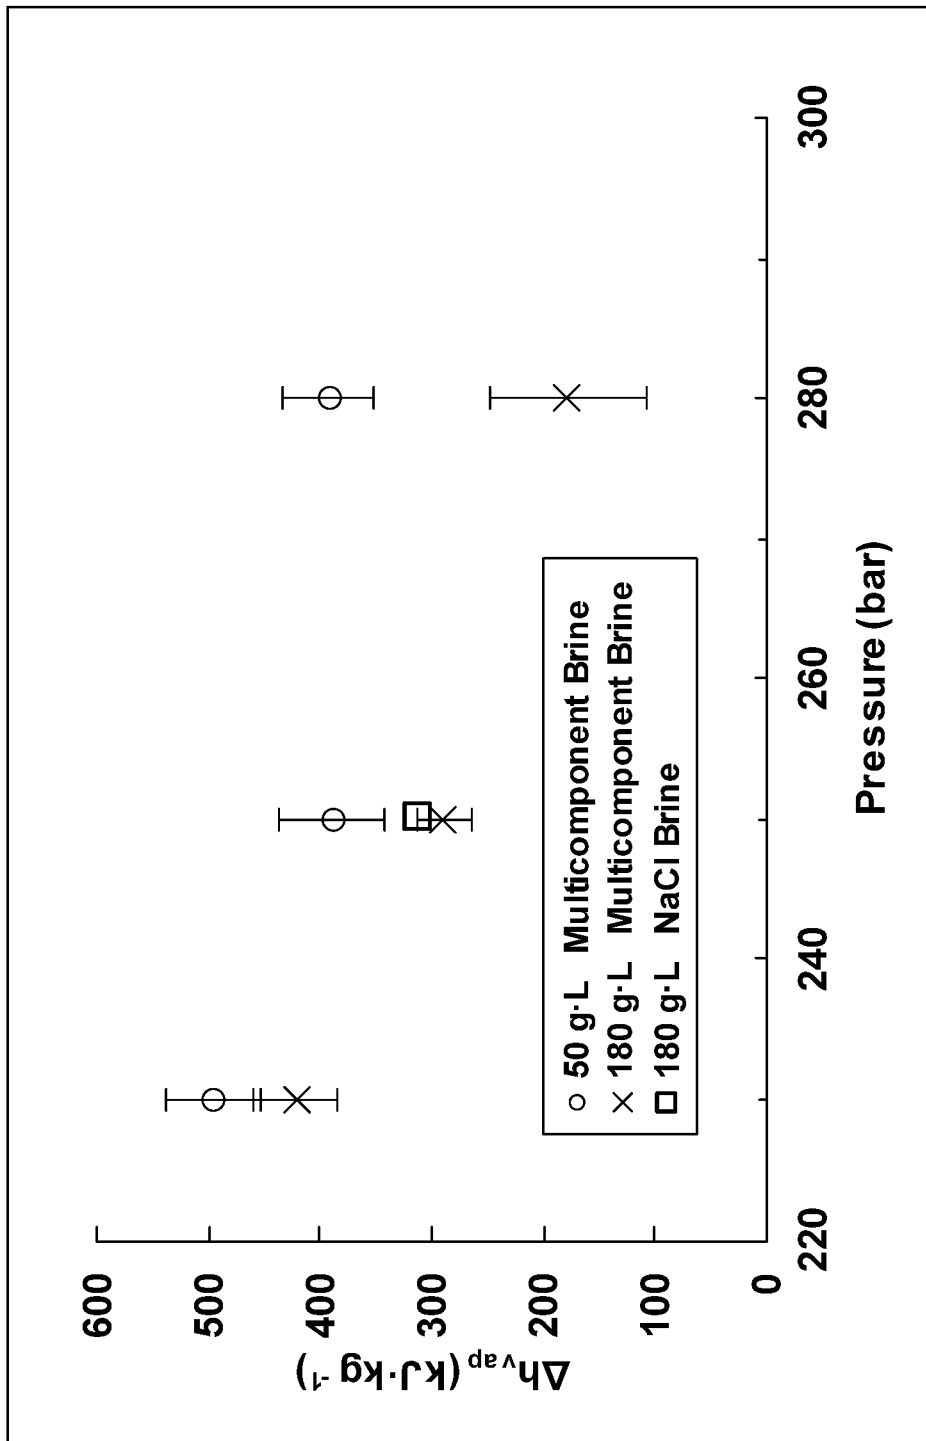 600
500
400
300
200
100
0
Δhvap (kJ·kg-1)
50 g·L Multicomponent Brine
180 g·L Multicomponent Brine
180 g·L NaCl Brine
220
240
260
280
300
Pressure (bar)